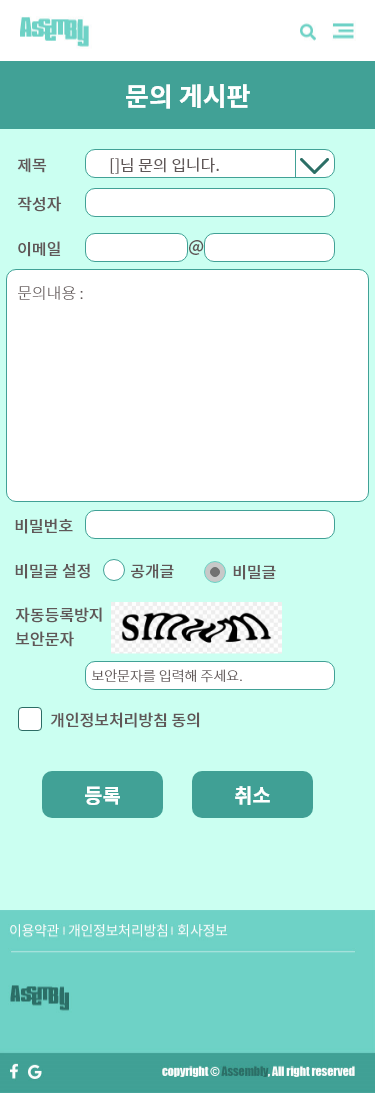 Assembly
문의 게시판
제목 []님 문의 입니다.
작성자
이메일 @
문의내용 :
비밀번호
비밀글 설정 공개글 비밀글
자동등록방지
보안문자
보안문자를 입력해 주세요.
개인정보처리방침 동의
등록 취소
이용약관 | 개인정보처리방침 | 회사정보
Assembly
f G copyright © Assembly, All right reserved